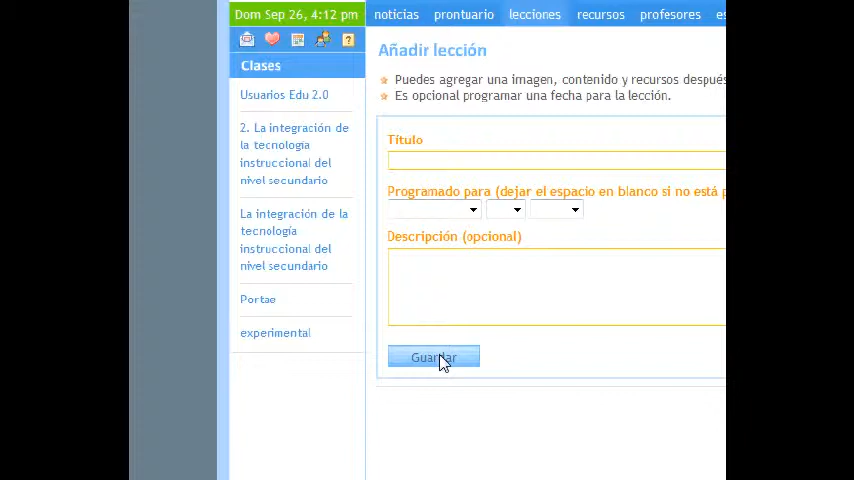 Dom Sep 26, 4:12 pm
noticias prontuario lecciones recursos profesores
?
Clases
Usuarios Edu 2.0
2. La integración de
la tecnología
instruccional del
nivel secundario
La integración de la
tecnología
instruccional del
nivel secundario
Portae
experimental
Añadir lección
Puedes agregar una imagen, contenido y recursos despué
Es opcional programar una fecha para la lección.
Título
Programado para (dejar el espacio en blanco si no está
Descripción (opcional)
Guardar